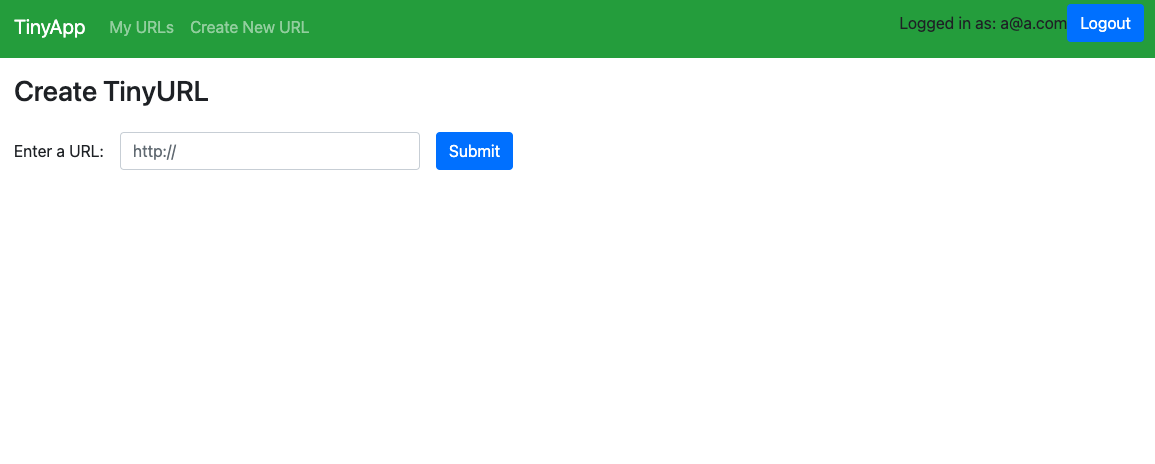 TinyApp My URLs Create New URL Logged in as: a@a.com Logout
Create TinyURL
Enter a URL: http:// Submit